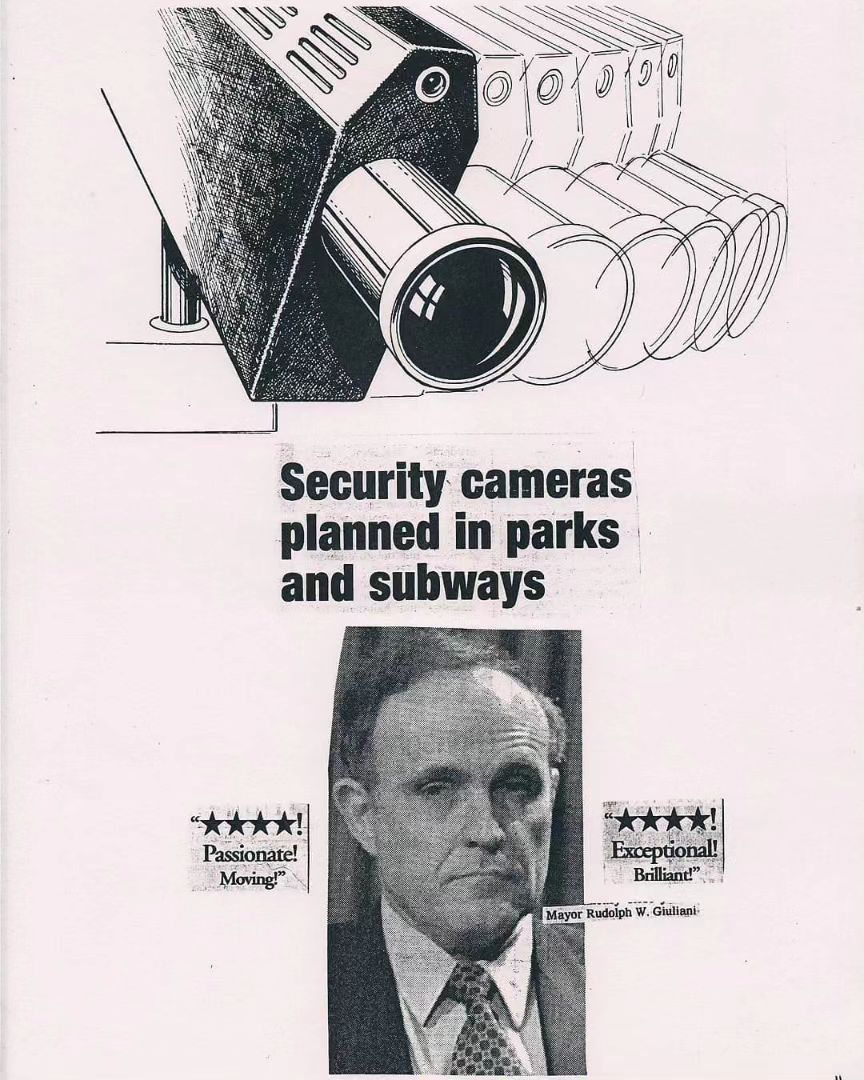 Security cameras
planned in parks
and subways
“★★★★!
Passionate!
Moving!”
“★★★★!
Exceptional!
Brilliant!”
Mayor Rudolph W. Giuliani